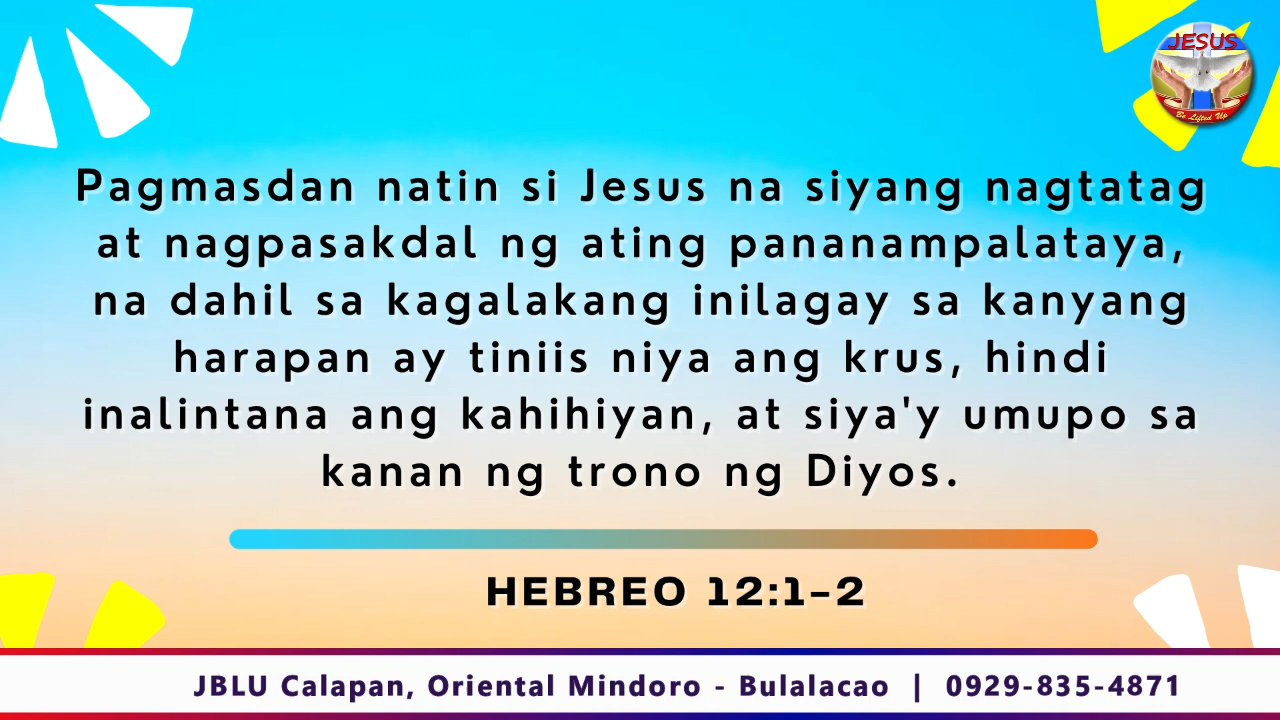 JESUS
Be Lifted Up
Pagmasdan natin si Jesus na siyang nagtatag
at nagpasakdal ng ating pananampalataya,
na dahil sa kagalakang inilagay sa kanyang
harapan ay tiniis niya ang krus, hindi
inalintana ang kahihiyan, at siya'y umupo sa
kanan ng trono ng Diyos.
HEBREO 12:1-2
JBLU Calapan, Oriental Mindoro - Bulalacao | 0929-835-4871